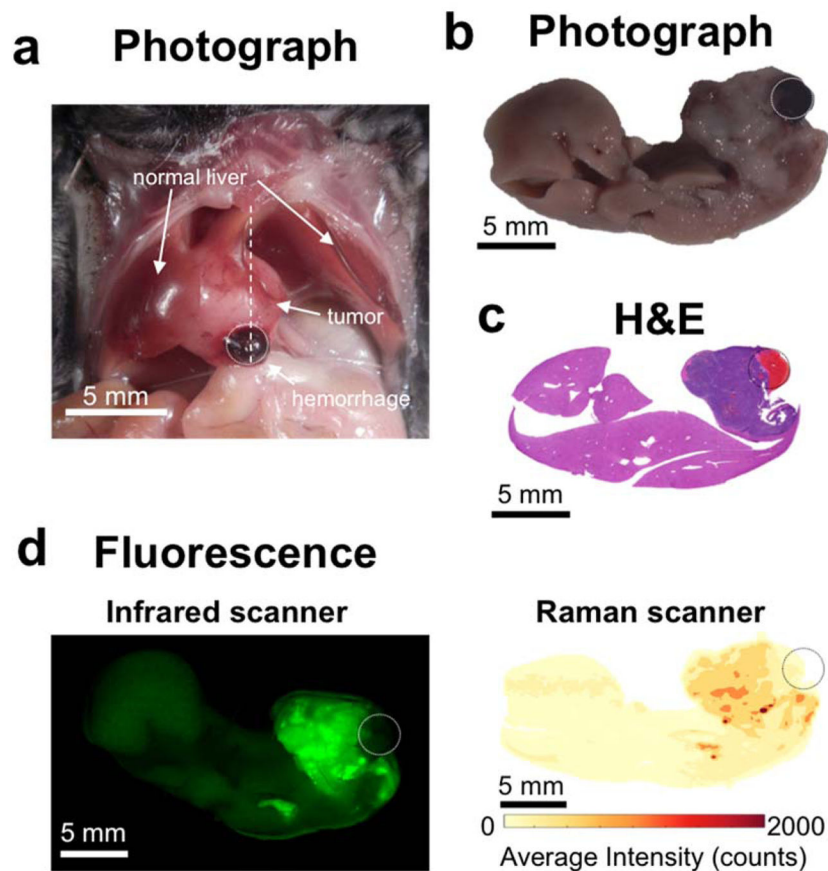 a
Photograph
normal liver
tumor
hemorrhage
5 mm
b
Photograph
5 mm
c
H&E
5 mm
d
Fluorescence
Infrared scanner
5 mm
Raman scanner
5 mm
0 2000
Average Intensity (counts)